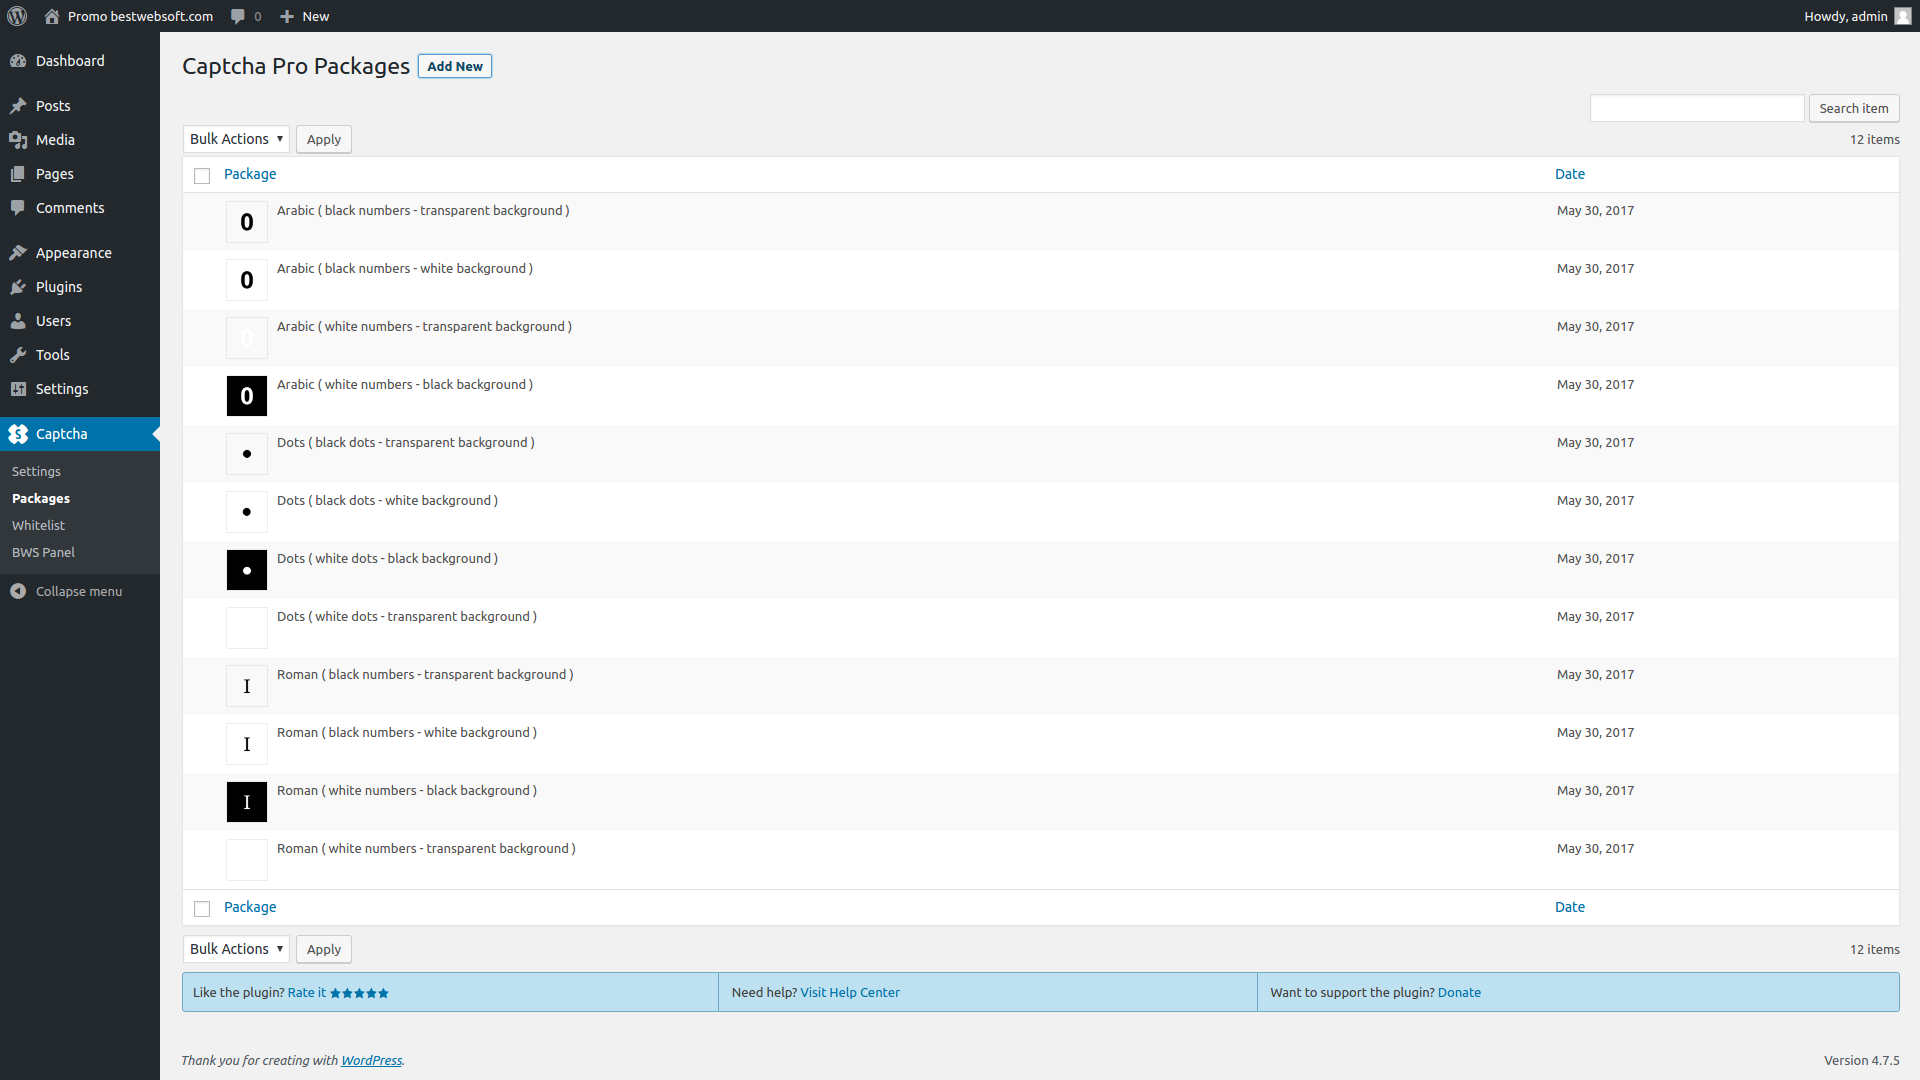 Promo bestwebsoft.com 0 New Howdy, admin
Dashboard
Posts
Media
Pages
Comments
Appearance
Plugins
Users
Tools
Settings
Captcha
Settings
Packages
Whitelist
BWS Panel
Collapse menu
Captcha Pro Packages Add New
Search item
Bulk Actions Apply 12 items
Package Date
0 Arabic ( black numbers - transparent background ) May 30, 2017
0 Arabic ( black numbers - white background ) May 30, 2017
0 Arabic ( white numbers - transparent background ) May 30, 2017
0 Arabic ( white numbers - black background ) May 30, 2017
Dots ( black dots - transparent background ) May 30, 2017
Dots ( black dots - white background ) May 30, 2017
Dots ( white dots - black background ) May 30, 2017
Dots ( white dots - transparent background ) May 30, 2017
I Roman ( black numbers - transparent background ) May 30, 2017
I Roman ( black numbers - white background ) May 30, 2017
I Roman ( white numbers - black background ) May 30, 2017
Roman ( white numbers - transparent background ) May 30, 2017
Package Date
Bulk Actions Apply 12 items
Like the plugin? Rate it ★★★★★ Need help? Visit Help Center Want to support the plugin? Donate
Thank you for creating with WordPress. Version 4.7.5